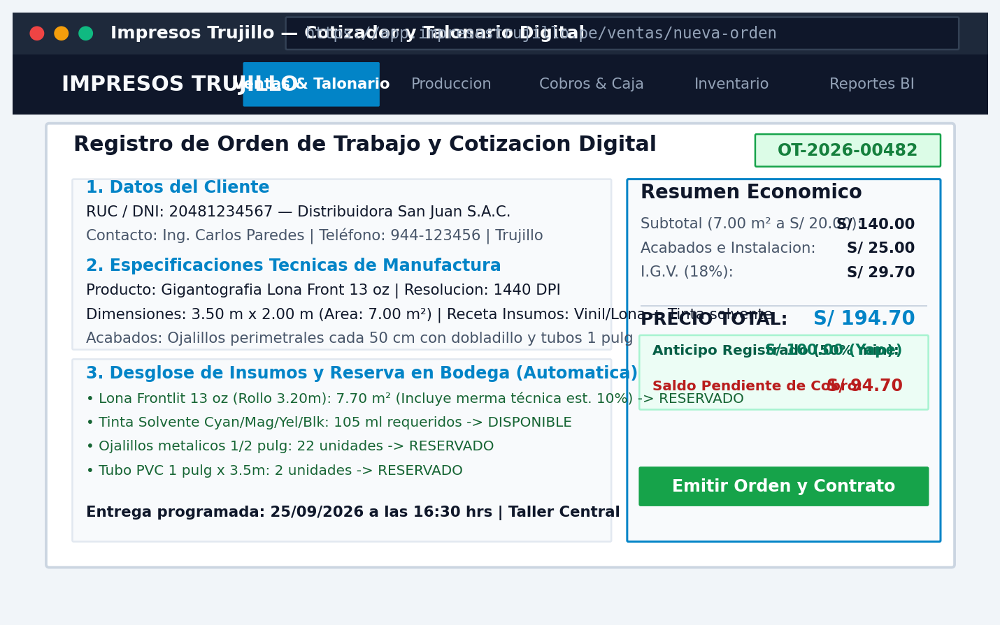 Impresos Trujillo — Cotizador y Talonario Digital
https://app.impresostrujillo.pe/ventas/nueva-orden
IMPRESOS TRUJILLO
Ventas & Talonario
Produccion
Cobros & Caja
Inventario
Reportes BI
Registro de Orden de Trabajo y Cotizacion Digital
OT-2026-00482
1. Datos del Cliente
RUC / DNI: 20481234567 — Distribuidora San Juan S.A.C.
Contacto: Ing. Carlos Paredes | Teléfono: 944-123456 | Trujillo
2. Especificaciones Tecnicas de Manufactura
Producto: Gigantografia Lona Front 13 oz | Resolucion: 1440 DPI
Dimensiones: 3.50 m x 2.00 m (Area: 7.00 m²) | Receta Insumos: Vinil/Lona + Tinta solvente
Acabados: Ojalillos perimetrales cada 50 cm con dobladillo y tubos 1 pulg
3. Desglose de Insumos y Reserva en Bodega (Automatica)
• Lona Frontlit 13 oz (Rollo 3.20m): 7.70 m² (Incluye merma técnica est. 10%) -> RESERVADO
• Tinta Solvente Cyan/Mag/Yel/Blk: 105 ml requeridos -> DISPONIBLE
• Ojalillos metalicos 1/2 pulg: 22 unidades -> RESERVADO
• Tubo PVC 1 pulg x 3.5m: 2 unidades -> RESERVADO
Entrega programada: 25/09/2026 a las 16:30 hrs | Taller Central
Resumen Economico
Subtotal (7.00 m² a S/ 20.00): S/ 140.00
Acabados e Instalacion: S/ 25.00
I.G.V. (18%): S/ 29.70
PRECIO TOTAL: S/ 194.70
Anticipo Registrado (50% min): S/ 100.00 (Yape)
Saldo Pendiente de Cobro: S/ 94.70
Emitir Orden y Contrato